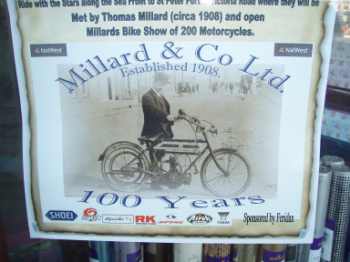 Ride with the Stars along the Sea Front to St Peter Port Victoria Road where they will be
Met by Thomas Millard (circa 1908) and open
Millards Bike Show of 200 Motorcycles.
NatWest
NatWest
Millard & Co Ltd.
Established 1908.
100 Years
SHOEI
RK
Sponsored by Ferodo